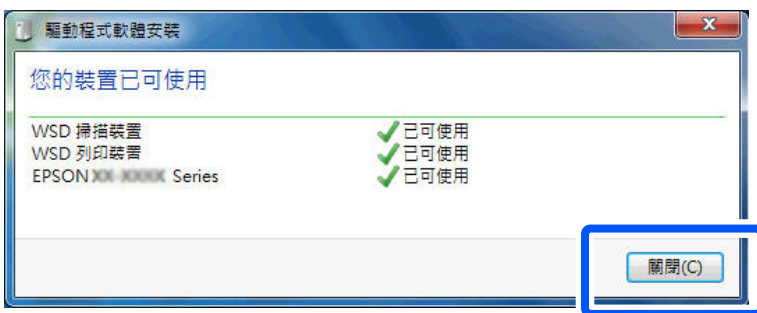 驅動程式軟體安裝
您的裝置已可使用
WSD 掃描裝置 已可使用
WSD 列印裝置 已可使用
EPSON Series 已可使用
關閉(C)